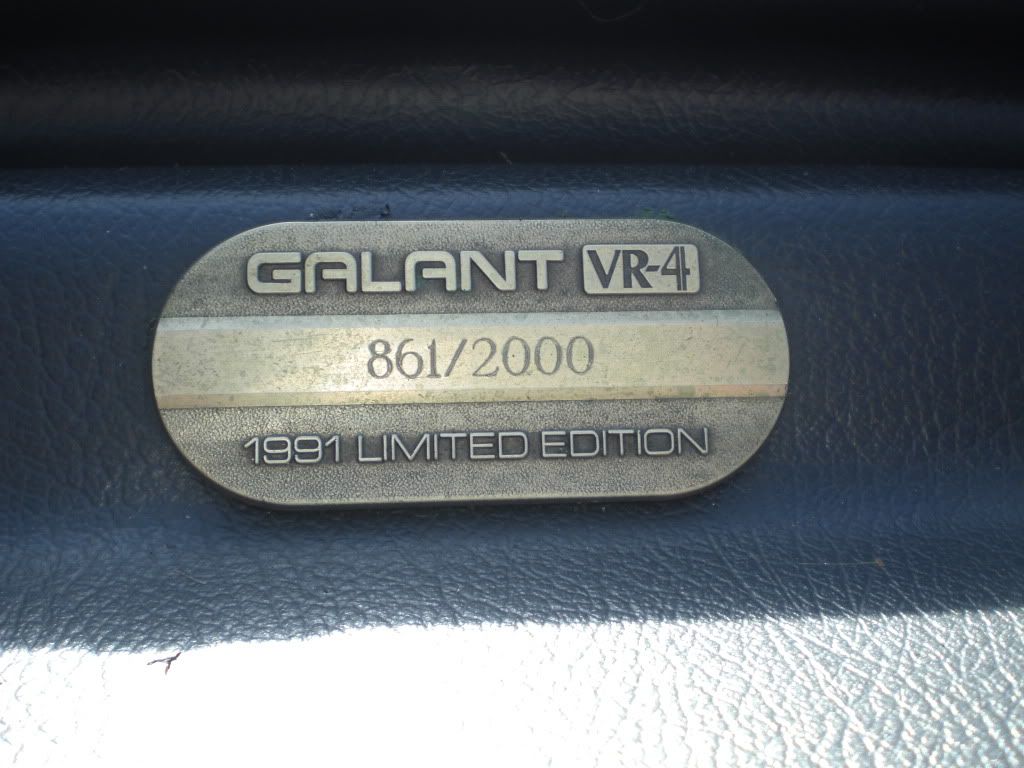 GALANT VR-4
861/2000
1991 LIMITED EDITION